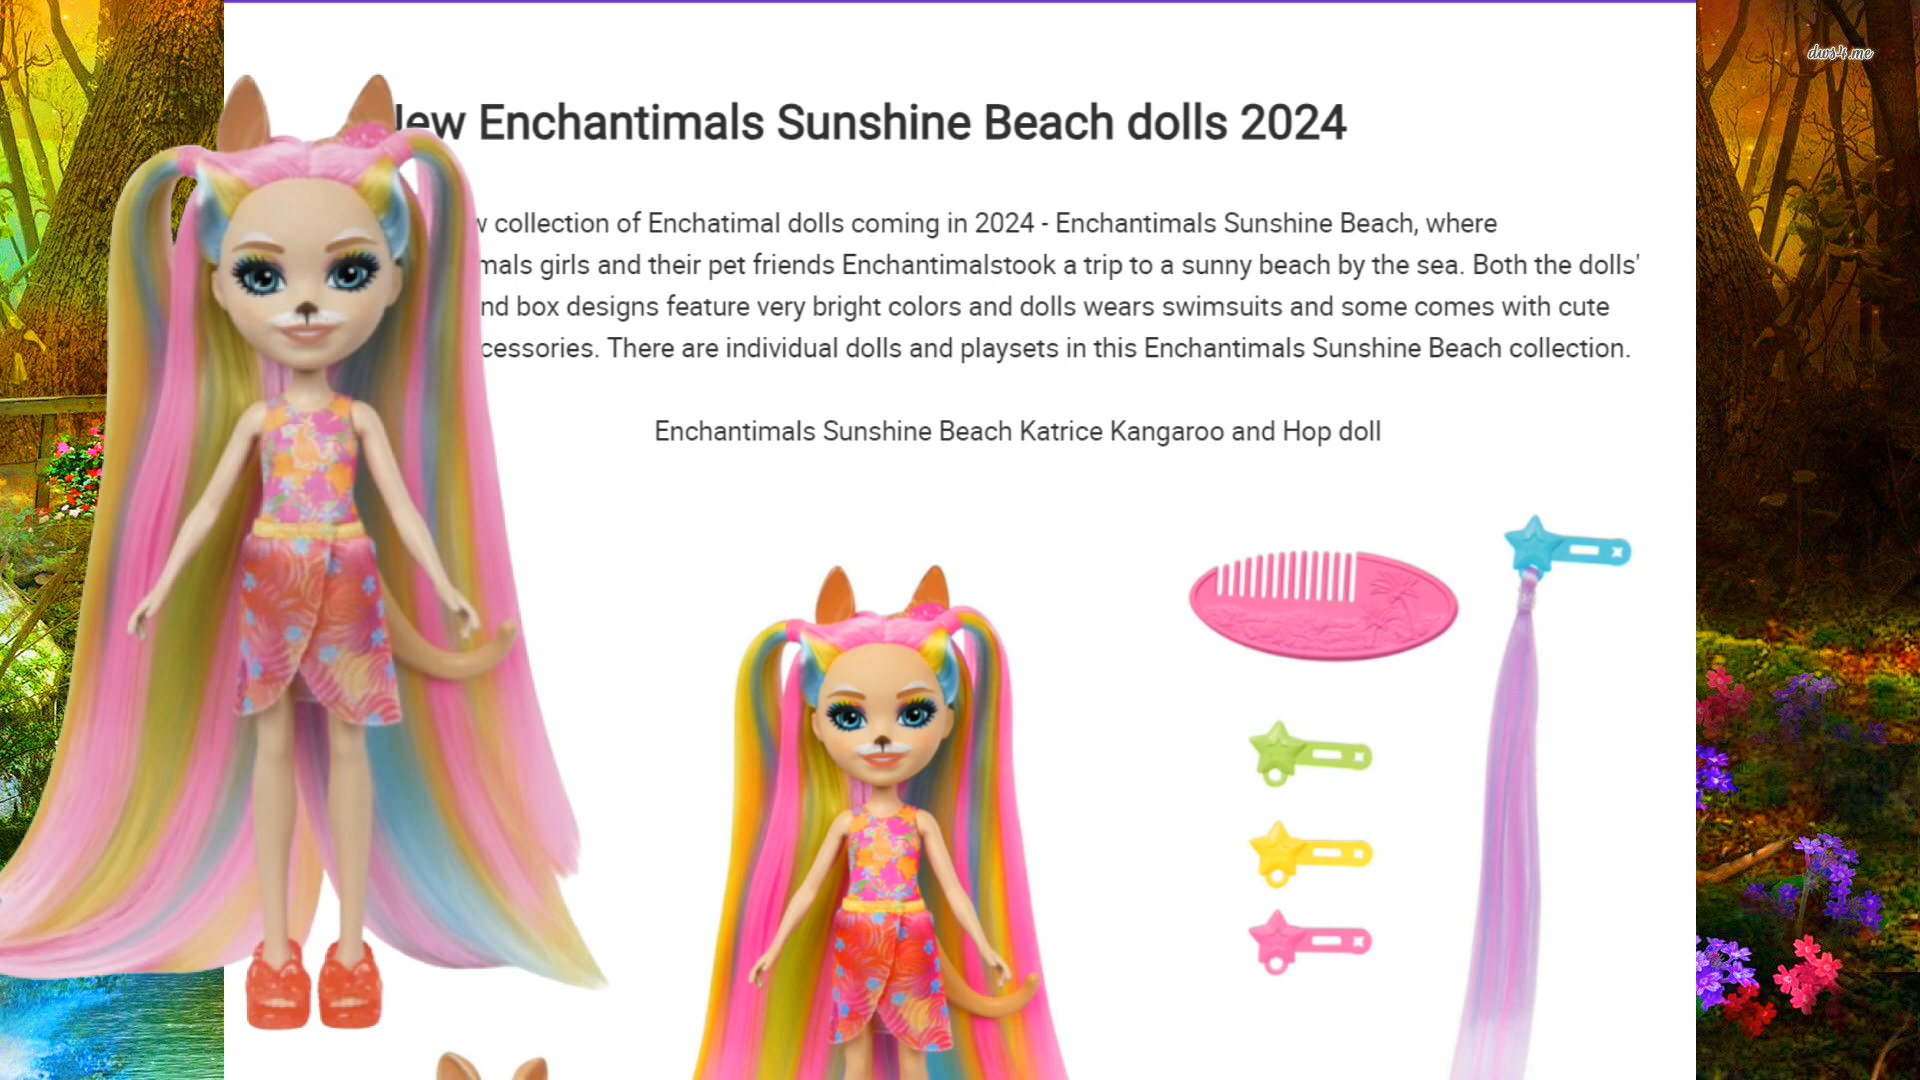 lew Enchantimals Sunshine Beach dolls 2024
dws4.me
w collection of Enchatimal dolls coming in 2024 - Enchantimals Sunshine Beach, where
mals girls and their pet friends Enchantimalstook a trip to a sunny beach by the sea. Both the dolls'
nd box designs feature very bright colors and dolls wears swimsuits and some comes with cute
cessories. There are individual dolls and playsets in this Enchantimals Sunshine Beach collection.
Enchantimals Sunshine Beach Katrice Kangaroo and Hop doll